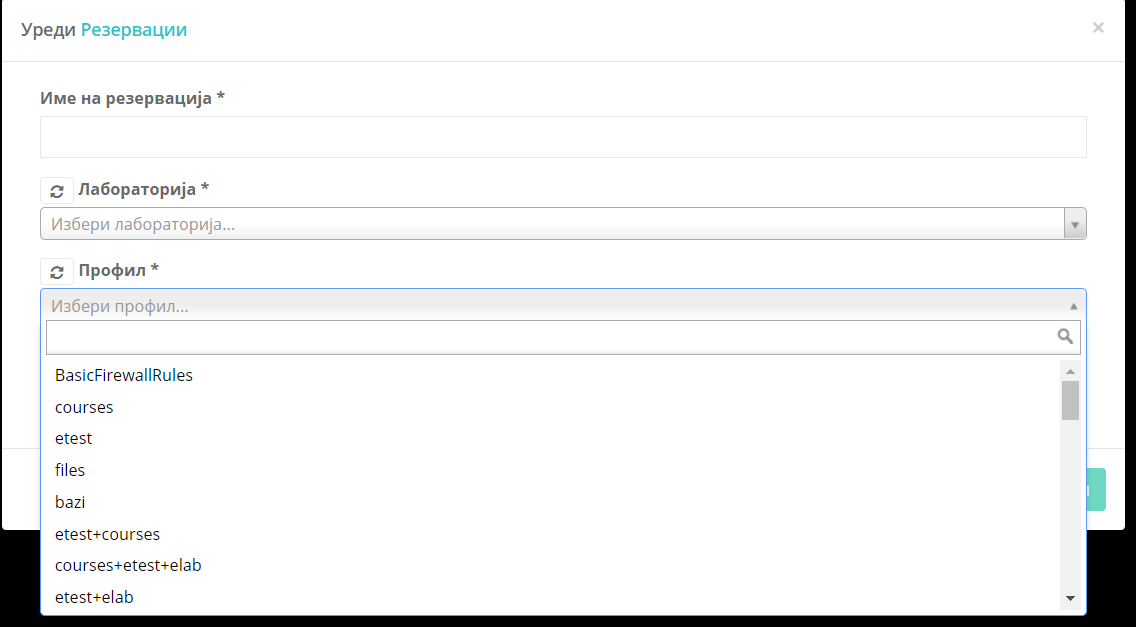 Уреди Резервации
×
Име на резервација *
Лабораторија *
Избери лабораторија...
Профил *
Избери профил...
BasicFirewallRules
courses
etest
files
bazi
etest+courses
courses+etest+elab
etest+elab